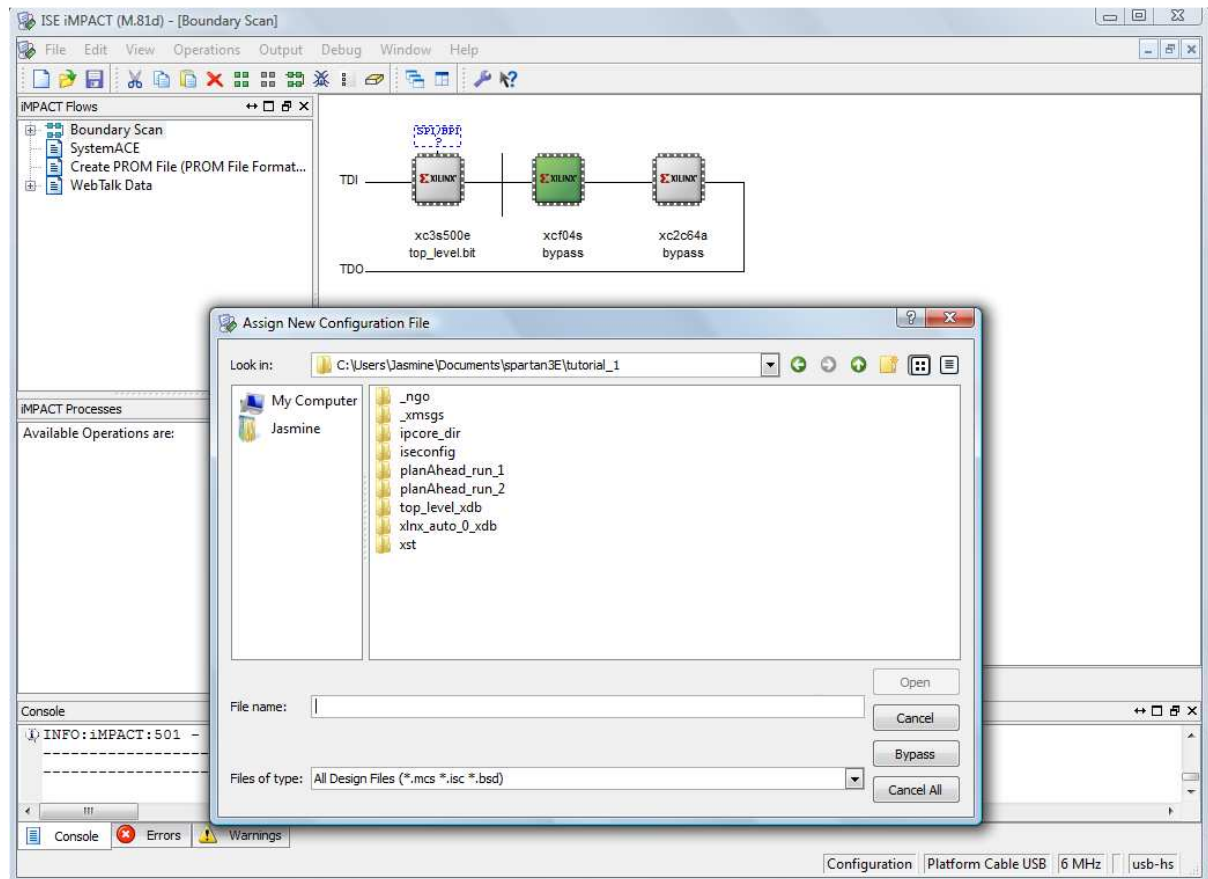 ISE iMPACT (M.81d) - [Boundary Scan]
File Edit View Operations Output Debug Window Help
iMPACT Flows
Boundary Scan
SystemACE
Create PROM File (PROM File Format...
WebTalk Data
SPI/BPI
?
TDI
XILINX XILINX XILINX
xc3s500e xcf04s xc2c64a
top_level.bit bypass bypass
TDO
Assign New Configuration File
Look in: C:\Users\Jasmine\Documents\spartan3E\tutorial_1
My Computer
Jasmine
_ngo
_xmsgs
ipcore_dir
iseconfig
planAhead_run_1
planAhead_run_2
top_level_xdb
xlnx_auto_0_xdb
xst
File name:
Files of type: All Design Files (*.mcs *.isc *.bsd)
Open
Cancel
Bypass
Cancel All
iMPACT Processes
Available Operations are:
Console
INFO:iMPACT:501 -
--------------------
--------------------
Console Errors Warnings
Configuration Platform Cable USB 6 MHz usb-hs